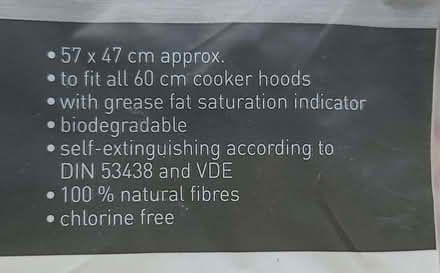 • 57 x 47 cm approx.
• to fit all 60 cm cooker hoods
• with grease fat saturation indicator
• biodegradable
• self-extinguishing according to
DIN 53438 and VDE
• 100 % natural fibres
• chlorine free